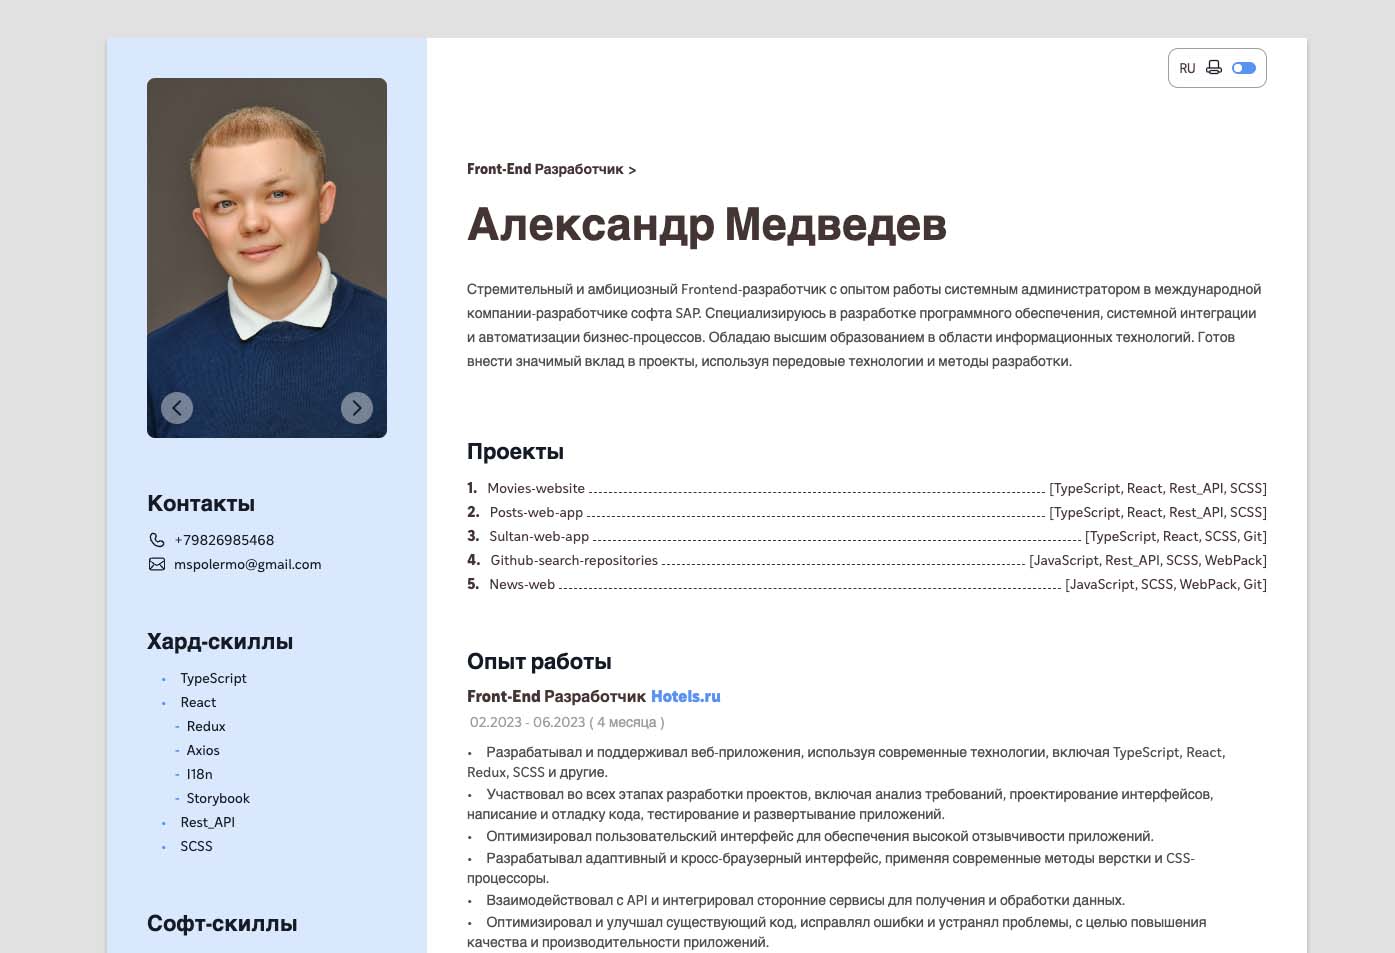 RU
Front-End Разработчик >
Александр Медведев
Стремительный и амбициозный Frontend-разработчик с опытом работы системным администратором в международной
компании-разработчике софта SAP. Специализируюсь в разработке программного обеспечения, системной интеграции
и автоматизации бизнес-процессов. Обладаю высшим образованием в области информационных технологий. Готов
внести значимый вклад в проекты, используя передовые технологии и методы разработки.
Контакты
+79826985468
mspolermo@gmail.com
Хард-скиллы
• TypeScript
• React
- Redux
- Axios
- I18n
- Storybook
• Rest_API
• SCSS
Софт-скиллы
Проекты
1. Movies-website [TypeScript, React, Rest_API, SCSS]
2. Posts-web-app [TypeScript, React, Rest_API, SCSS]
3. Sultan-web-app [TypeScript, React, SCSS, Git]
4. Github-search-repositories [JavaScript, Rest_API, SCSS, WebPack]
5. News-web [JavaScript, SCSS, WebPack, Git]
Опыт работы
Front-End Разработчик Hotels.ru
02.2023 - 06.2023 ( 4 месяца )
• Разрабатывал и поддерживал веб-приложения, используя современные технологии, включая TypeScript, React,
Redux, SCSS и другие.
• Участвовал во всех этапах разработки проектов, включая анализ требований, проектирование интерфейсов,
написание и отладку кода, тестирование и развертывание приложений.
• Оптимизировал пользовательский интерфейс для обеспечения высокой отзывчивости приложений.
• Разрабатывал адаптивный и кросс-браузерный интерфейс, применяя современные методы верстки и CSS-
процессоры.
• Взаимодействовал с API и интегрировал сторонние сервисы для получения и обработки данных.
• Оптимизировал и улучшал существующий код, исправлял ошибки и устранял проблемы, с целью повышения
качества и производительности приложений.